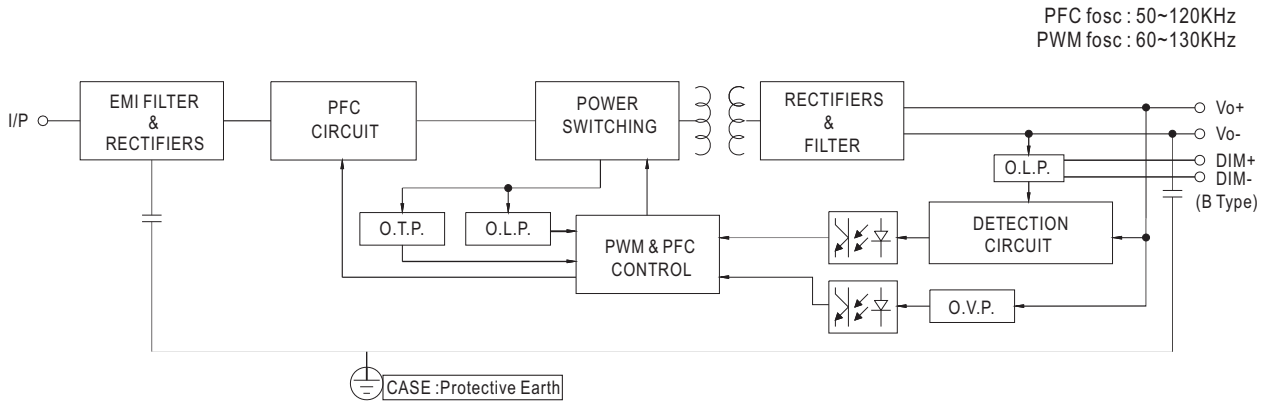 PFC fosc : 50~120KHz
PWM fosc : 60~130KHz
I/P
EMI FILTER
&
RECTIFIERS
PFC
CIRCUIT
POWER
SWITCHING
RECTIFIERS
&
FILTER
Vo+
Vo-
DIM+
DIM-
(B Type)
O.L.P.
O.T.P.
O.L.P.
PWM & PFC
CONTROL
DETECTION
CIRCUIT
O.V.P.
CASE :Protective Earth